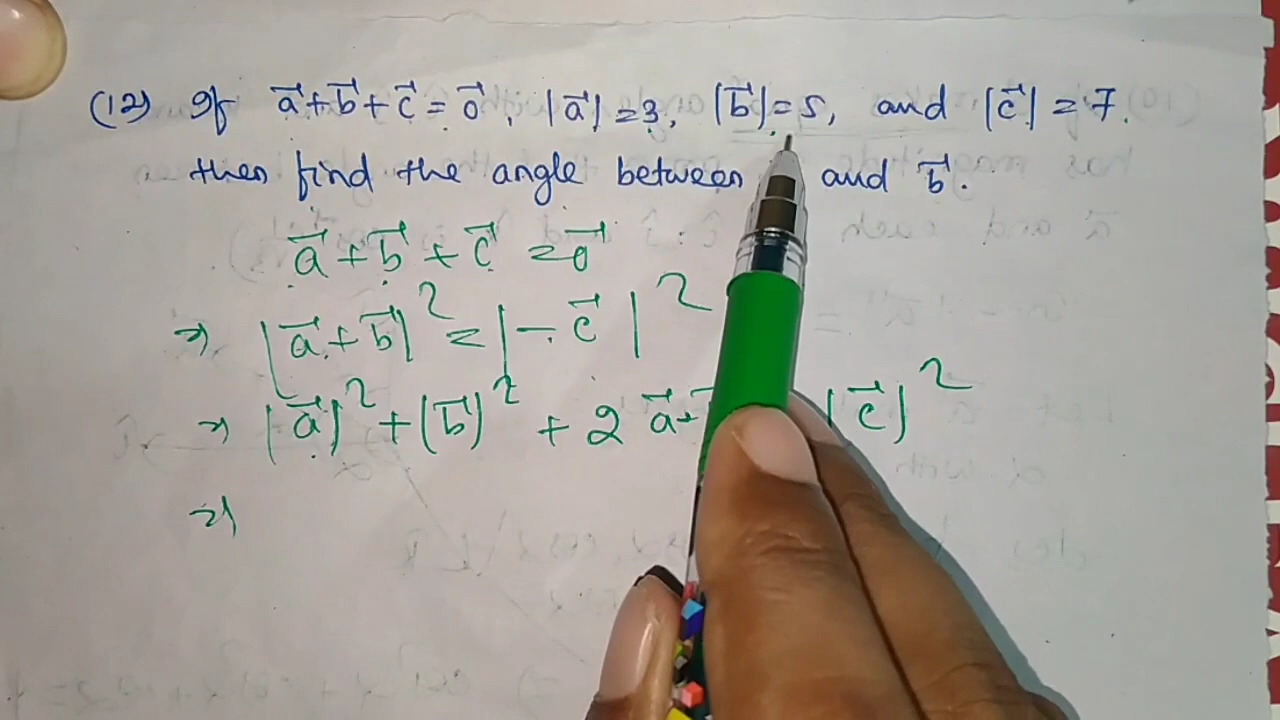 (12) If a⃗+b⃗+c⃗=0⃗, |a⃗|=3, |b⃗|=5, and |c⃗|=7.
then find the angle between and b⃗.
a⃗+b⃗+c⃗=0⃗
⇒ |a⃗+b⃗|²=|-c⃗|²
⇒ |a⃗|²+|b⃗|²+2a⃗. |c⃗|²
⇒